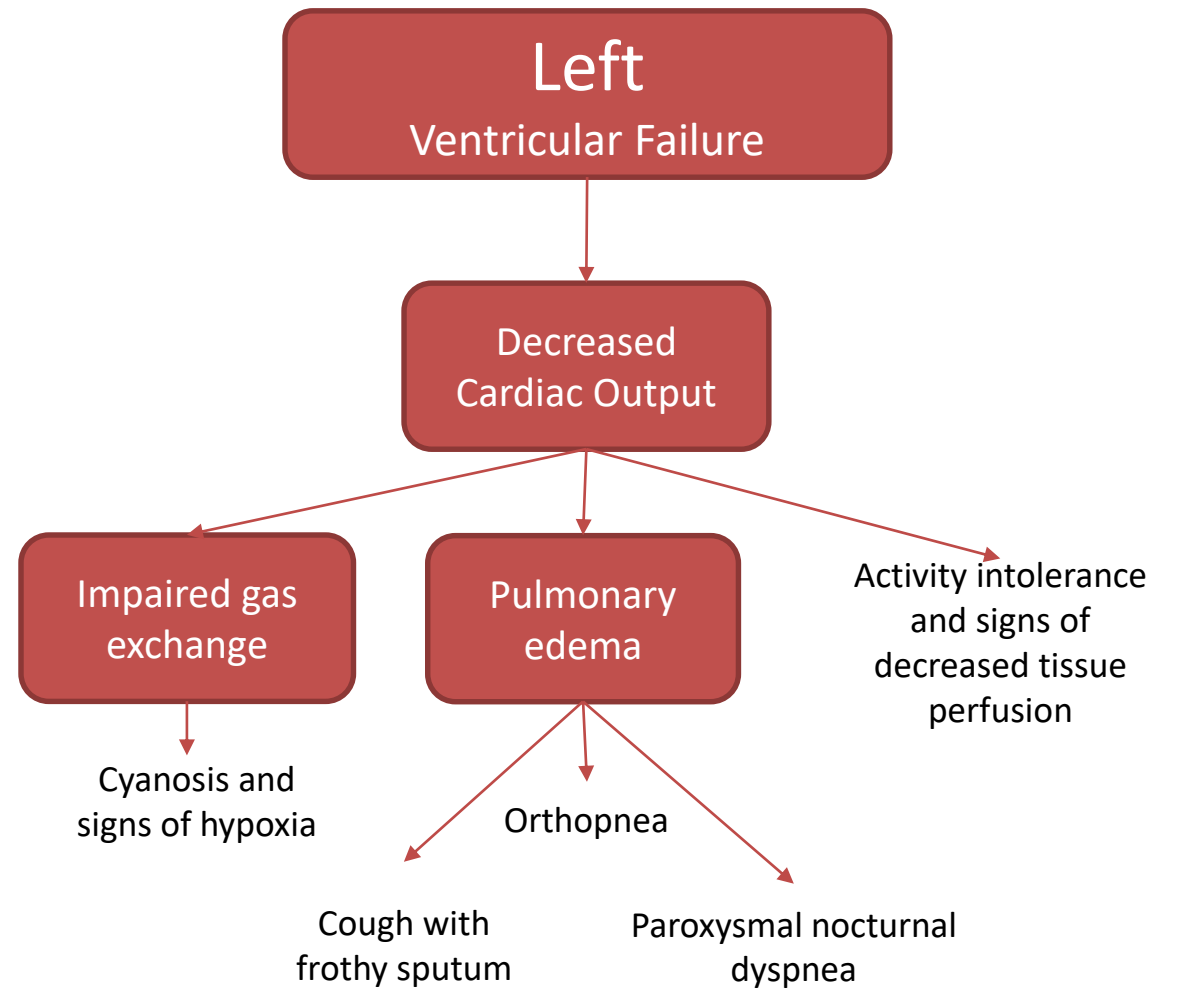 Left
Ventricular Failure
Decreased
Cardiac Output
Impaired gas
exchange
Pulmonary
edema
Activity intolerance
and signs of
decreased tissue
perfusion
Cyanosis and
signs of hypoxia
Orthopnea
Cough with
frothy sputum
Paroxysmal nocturnal
dyspnea